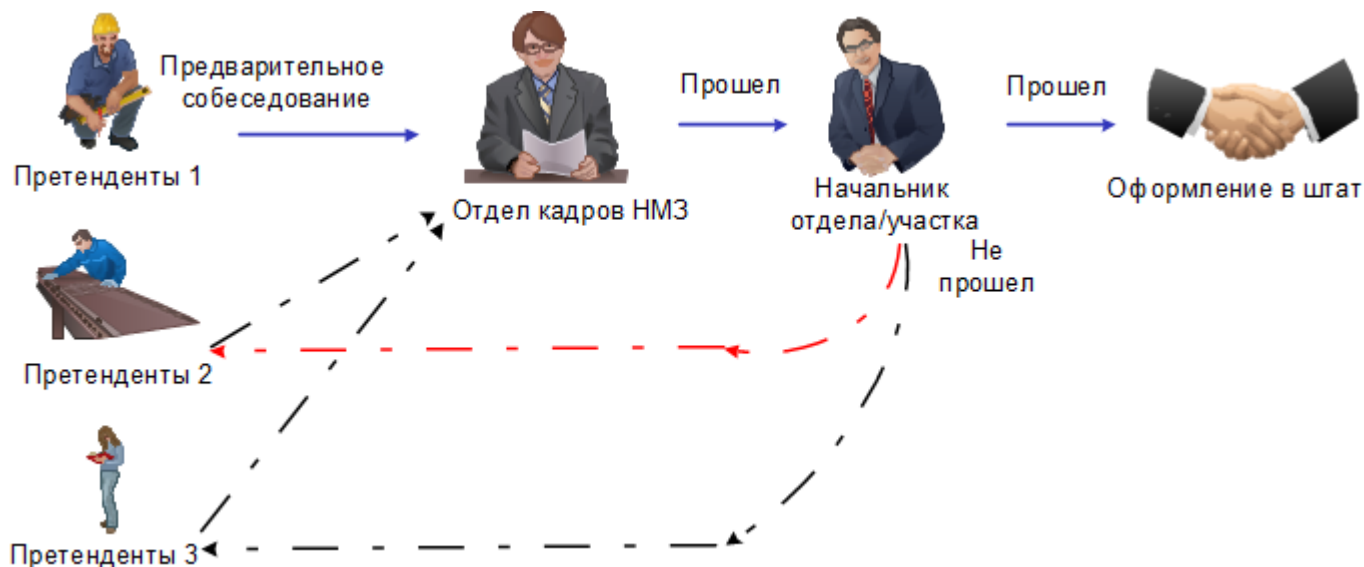 Предварительное
собеседование
Прошел
Прошел
Претенденты 1
Отдел кадров НМЗ
Начальник
отдела/участка
Оформление в штат
Не
прошел
Претенденты 2
Претенденты 3